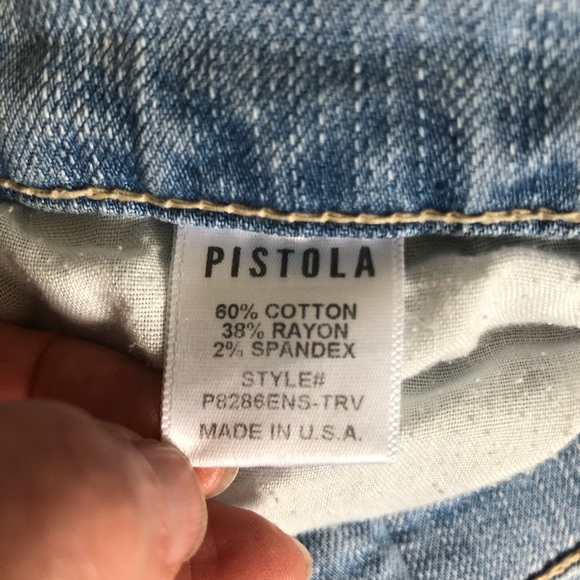 PISTOLA
60% COTTON
38% RAYON
2% SPANDEX
STYLE#
P8286ENS-TRV
MADE IN U.S.A.